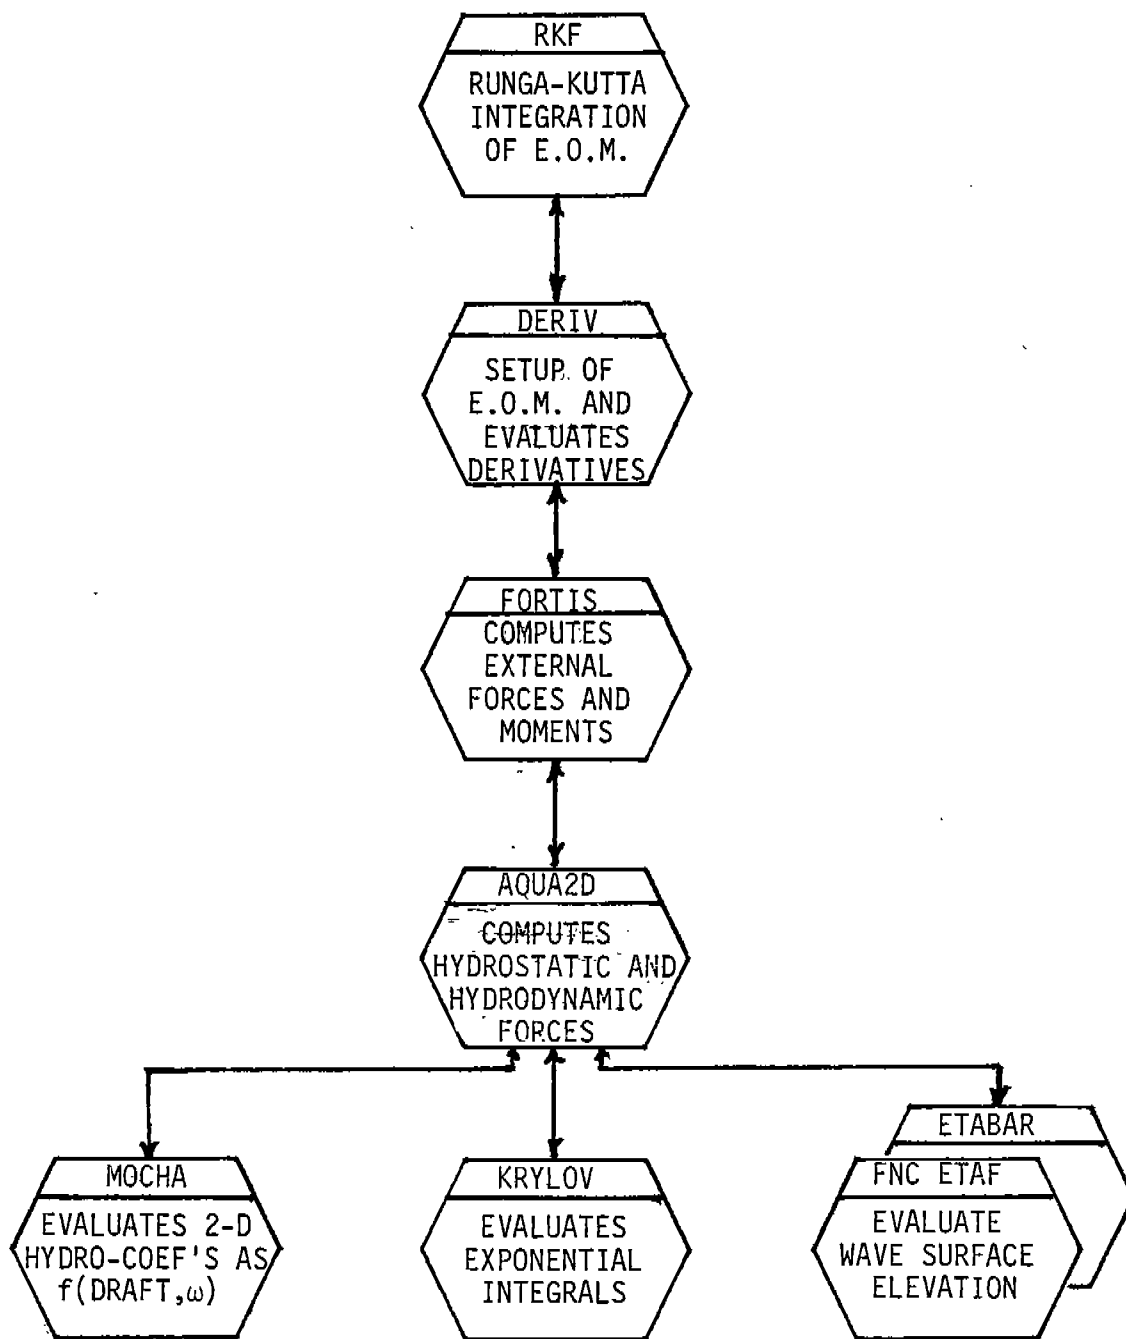 RKF
RUNGA-KUTTA
INTEGRATION
OF E.O.M.
DERIV
SETUP OF
E.O.M. AND
EVALUATES
DERIVATIVES
FORTIS
COMPUTES
EXTERNAL
FORCES AND
MOMENTS
AQUA2D
COMPUTES
HYDROSTATIC AND
HYDRODYNAMIC
FORCES
MOCHA
EVALUATES 2-D
HYDRO-COEF'S AS
f(DRAFT,ω)
KRYLOV
EVALUATES
EXPONENTIAL
INTEGRALS
ETABAR
FNC ETAF
EVALUATE
WAVE SURFACE
ELEVATION